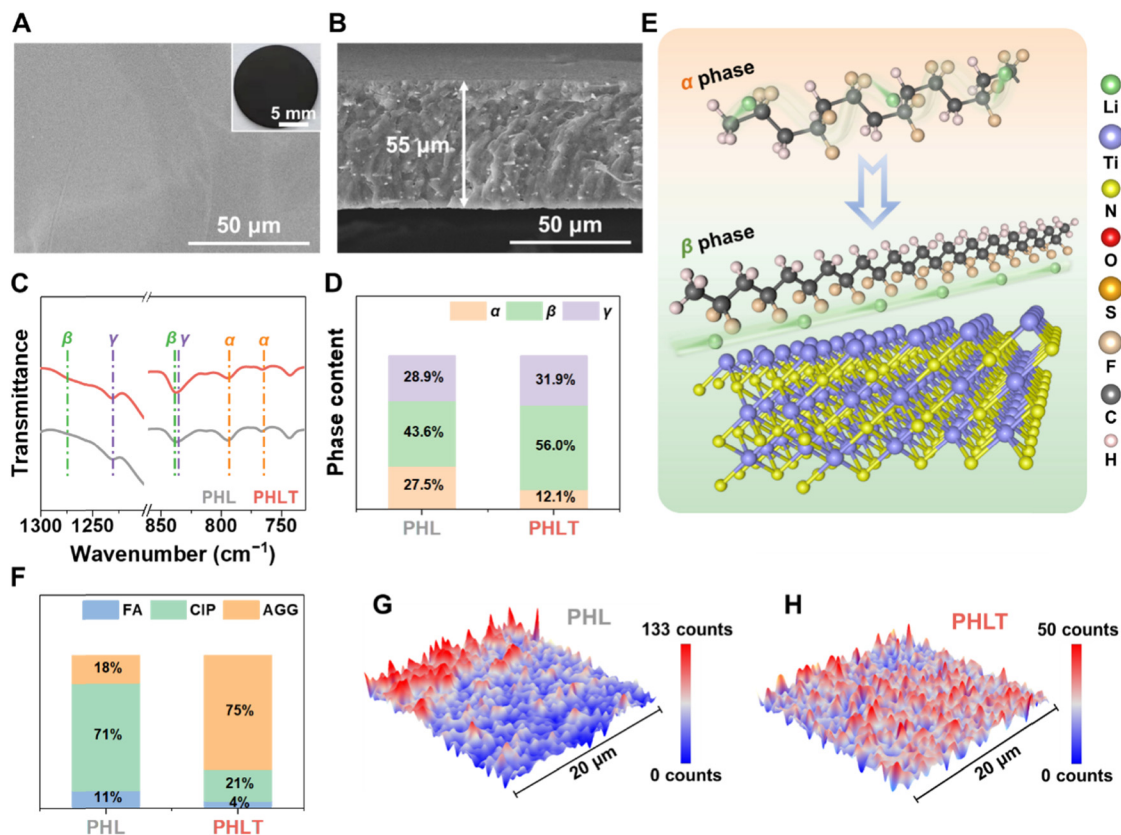 A
5 mm
50 μm
B
55 μm
50 μm
C
Transmittance
β
γ
β
γ
α
α
PHL
PHLT
1300
1250
850
800
750
Wavenumber (cm⁻¹)
D
Phase content
α
β
γ
28.9%
43.6%
27.5%
31.9%
56.0%
12.1%
PHL
PHLT
E
α phase
β phase
Li
Ti
N
O
S
F
C
H
F
FA
CIP
AGG
18%
71%
11%
75%
21%
4%
PHL
PHLT
G
PHL
133 counts
0 counts
20 μm
H
PHLT
50 counts
0 counts
20 μm